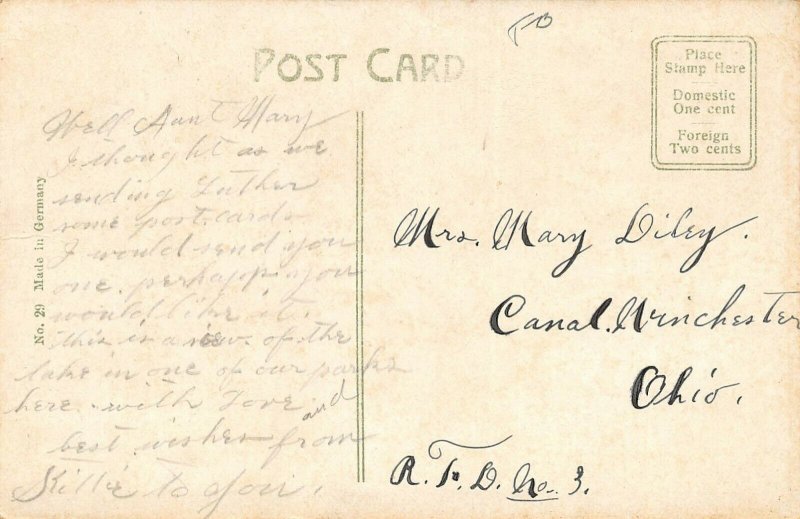 TO
POST CARD
Place
Stamp Here
Domestic
One cent
Foreign
Two cents
No. 29 Made in Germany
Well Aunt Mary
I thought as we
sending Luther
some post cards
I would send you
one. perhapps you
would like it.
this is a view of the
lake in one of our parks
here. with Love and
best wishes from
Kittie to you.
Mrs. Mary Diley.
Canal. Winchester
Ohio.
R. F. D. No. 3.